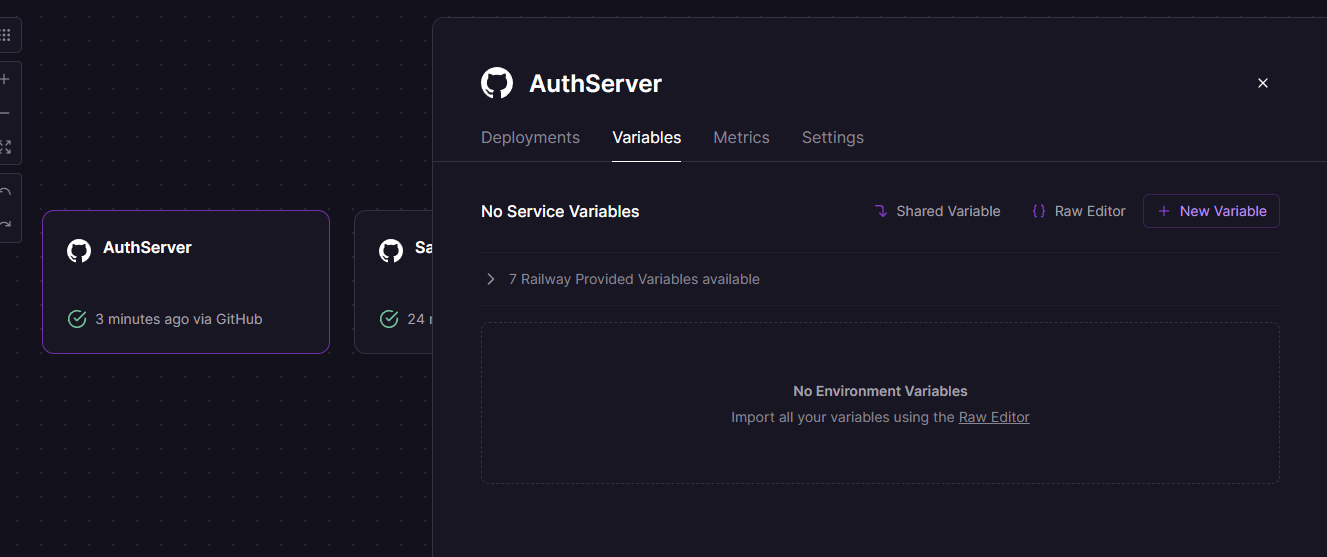 AuthServer
Deployments Variables Metrics Settings
No Service Variables Shared Variable {} Raw Editor + New Variable
7 Railway Provided Variables available
No Environment Variables
Import all your variables using the Raw Editor
AuthServer
3 minutes ago via GitHub
Sa
24